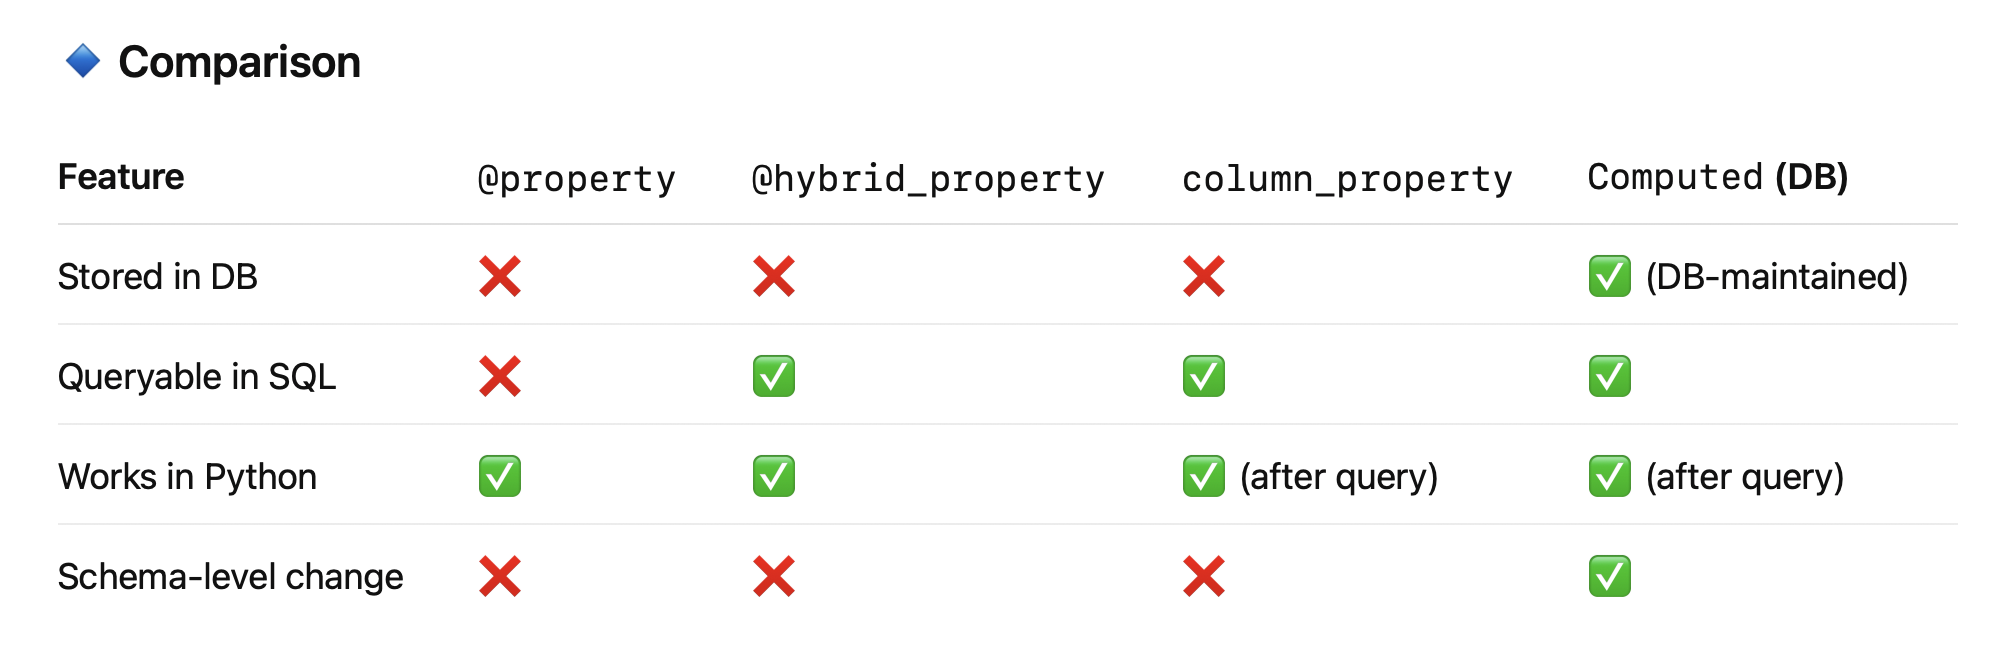 🔹 Comparison
Feature @property @hybrid_property column_property Computed (DB)
Stored in DB ❌ ❌ ❌ ✅ (DB-maintained)
Queryable in SQL ❌ ✅ ✅ ✅
Works in Python ✅ ✅ ✅ (after query) ✅ (after query)
Schema-level change ❌ ❌ ❌ ✅